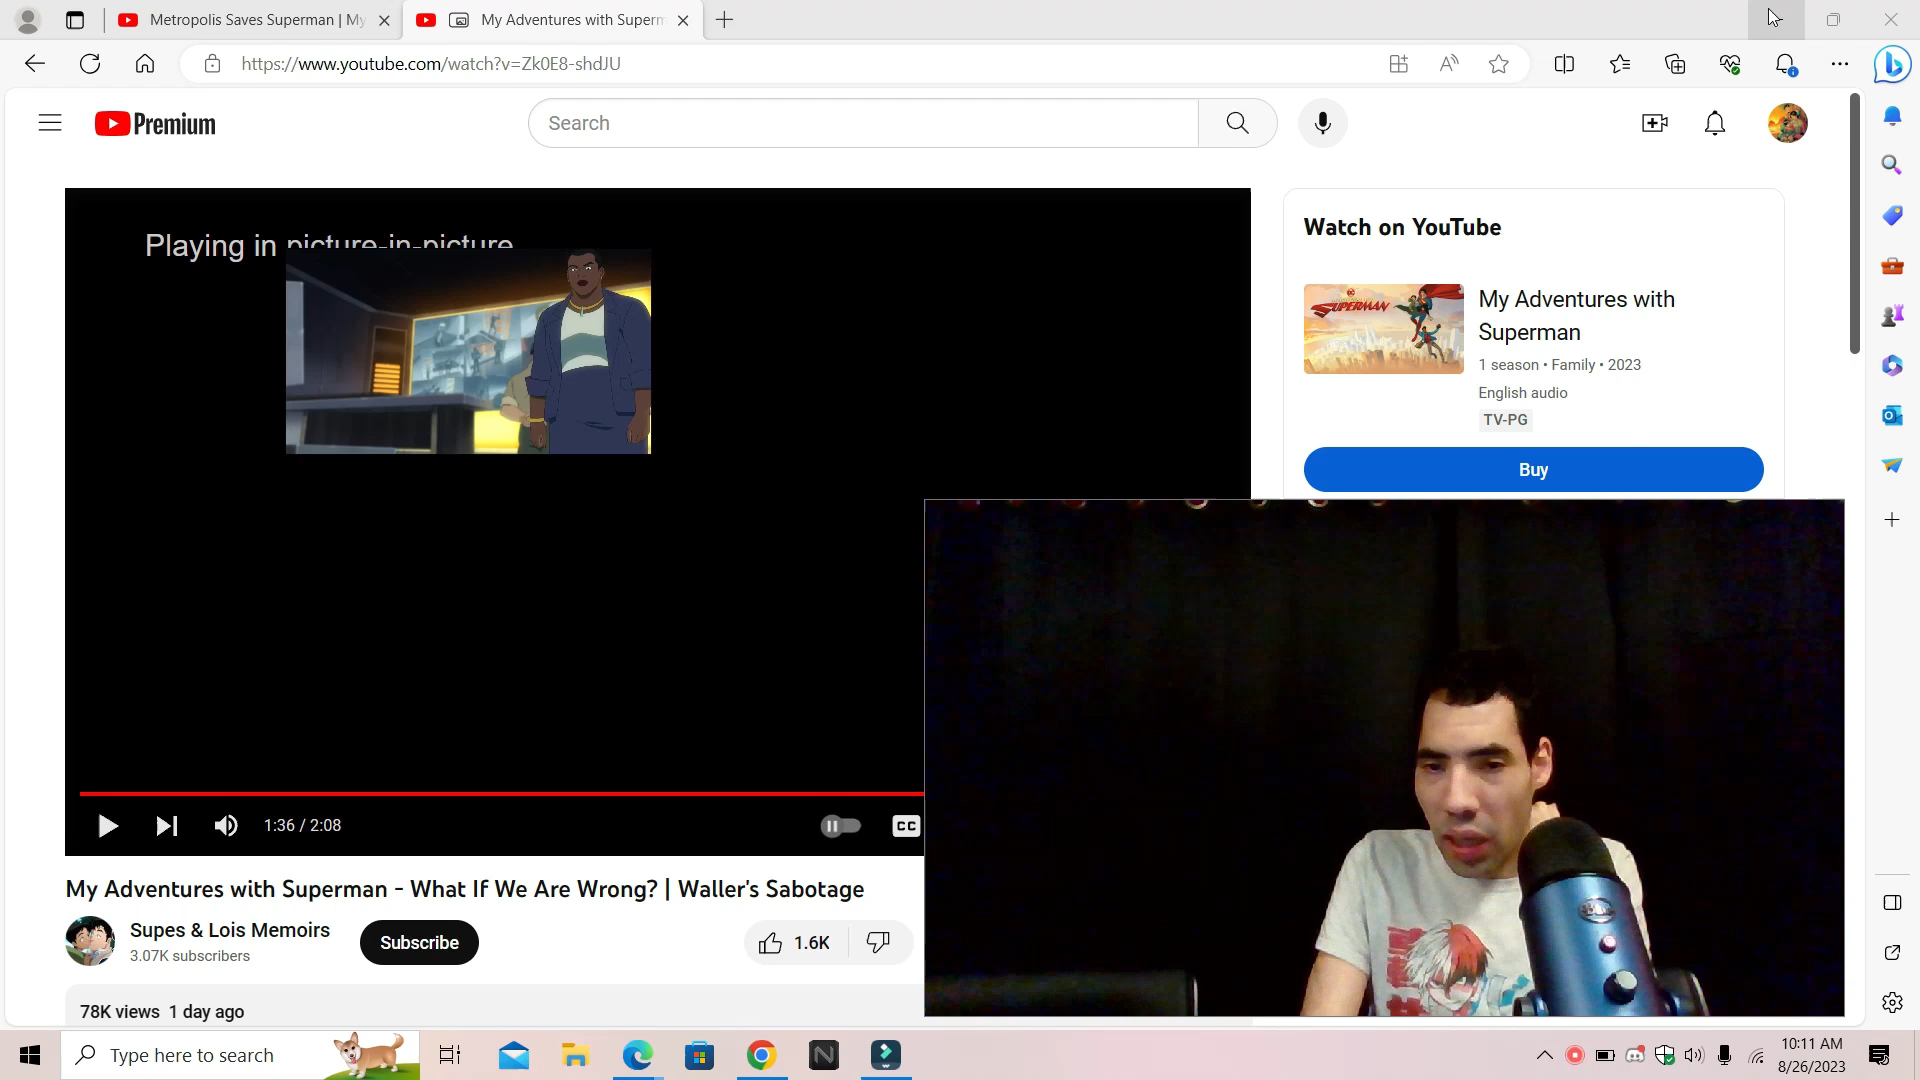 Metropolis Saves Superman | My
My Adventures with Superm
https://www.youtube.com/watch?v=Zk0E8-shdJU
Premium
Search
Playing in picture-in-picture
Watch on YouTube
SUPERMAN
My Adventures with
Superman
1 season • Family • 2023
English audio
TV-PG
Buy
1:36 / 2:08
CC
My Adventures with Superman - What If We Are Wrong? | Waller's Sabotage
Supes & Lois Memoirs
3.07K subscribers
Subscribe
1.6K
78K views 1 day ago
Type here to search
10:11 AM
8/26/2023